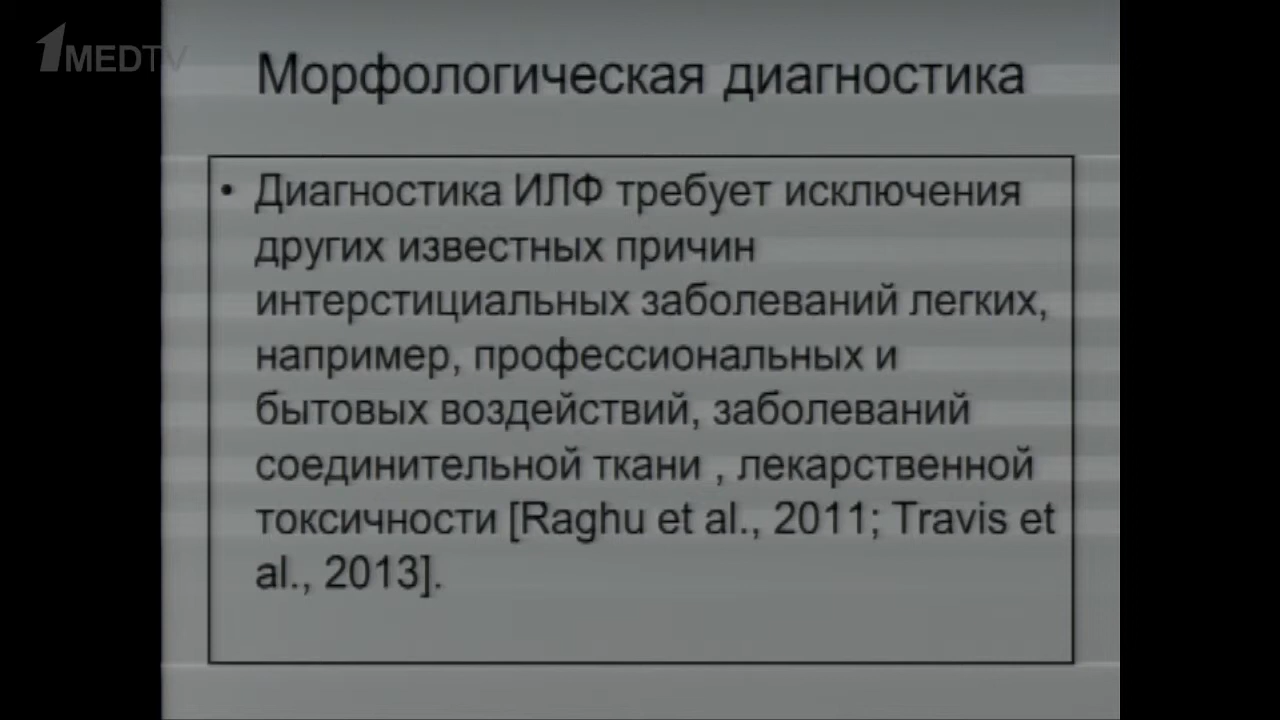 1MEDTV
Морфологическая диагностика
• Диагностика ИЛФ требует исключения
других известных причин
интерстициальных заболеваний легких,
например, профессиональных и
бытовых воздействий, заболеваний
соединительной ткани , лекарственной
токсичности [Raghu et al., 2011; Travis et
al., 2013].